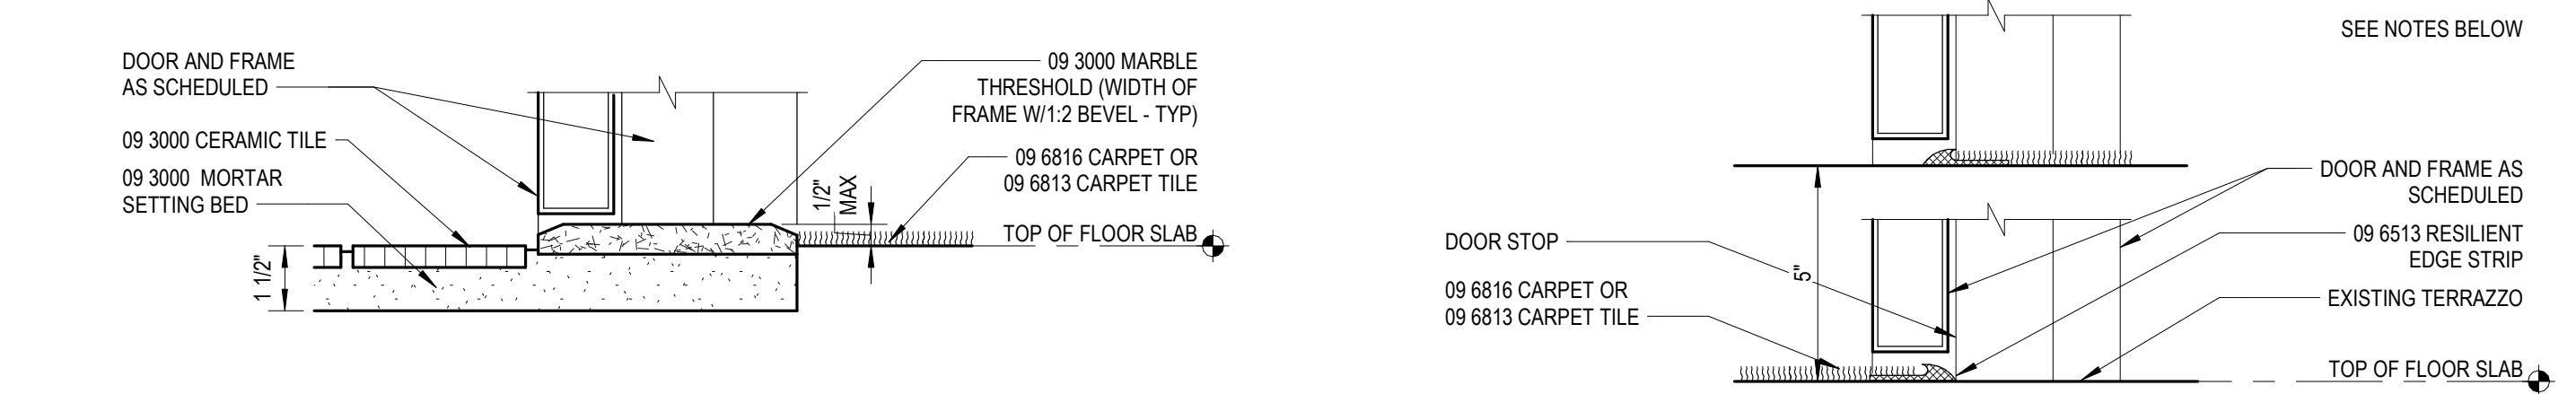 DOOR AND FRAME
AS SCHEDULED
09 3000 CERAMIC TILE
09 3000 MORTAR
SETTING BED
1 1/2"
09 3000 MARBLE
THRESHOLD (WIDTH OF
FRAME W/1:2 BEVEL - TYP)
09 6816 CARPET OR
09 6813 CARPET TILE
1/2"
MAX
TOP OF FLOOR SLAB
SEE NOTES BELOW
DOOR STOP
09 6816 CARPET OR
09 6813 CARPET TILE
5"
DOOR AND FRAME AS
SCHEDULED
09 6513 RESILIENT
EDGE STRIP
EXISTING TERRAZZO
TOP OF FLOOR SLAB